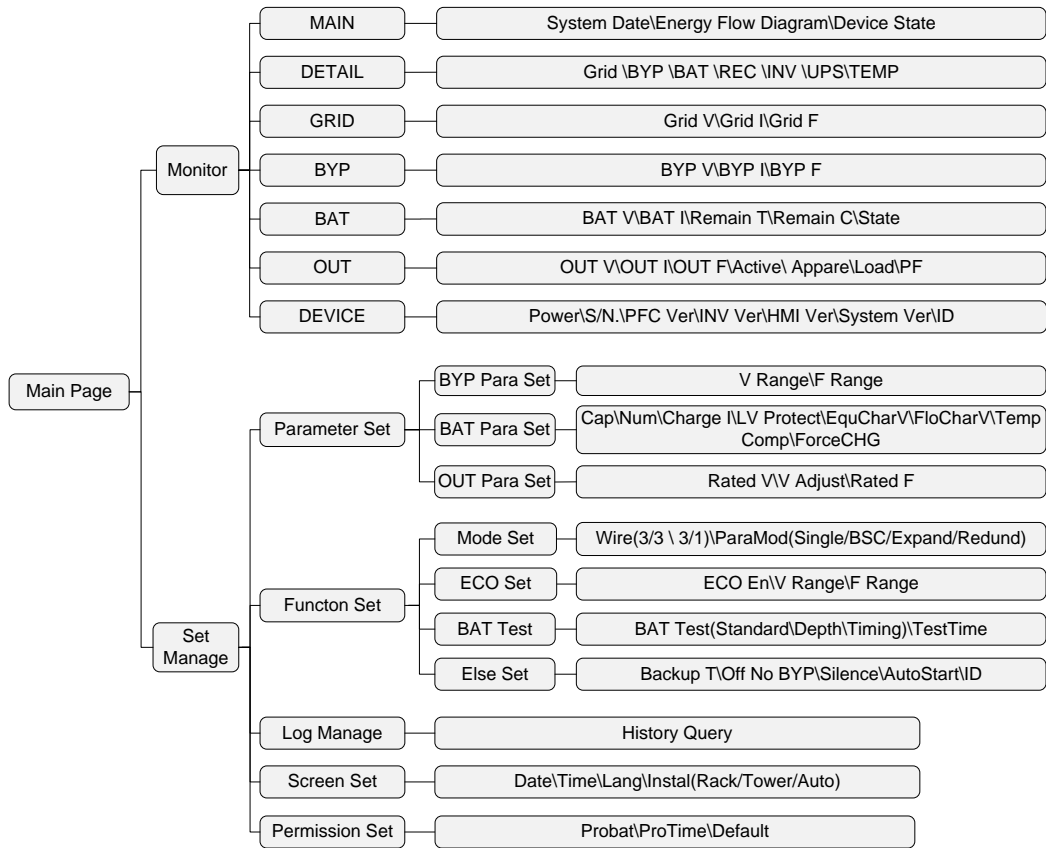 MAIN
System Date\Energy Flow Diagram\Device State
DETAIL
Grid \BYP \BAT \REC \INV \UPS\TEMP
GRID
Grid V\Grid I\Grid F
Monitor
BYP
BYP V\BYP I\BYP F
BAT
BAT V\BAT I\Remain T\Remain C\State
OUT
OUT V\OUT I\OUT F\Active\ Appare\Load\PF
DEVICE
Power\S/N.\PFC Ver\INV Ver\HMI Ver\System Ver\ID
Main Page
BYP Para Set
V Range\F Range
Parameter Set
BAT Para Set
Cap\Num\Charge I\LV Protect\EquCharV\FloCharV\Temp
Comp\ForceCHG
OUT Para Set
Rated V\V Adjust\Rated F
Mode Set
Wire(3/3 \ 3/1)\ParaMod(Single/BSC/Expand/Redund)
ECO Set
ECO En\V Range\F Range
Functon Set
BAT Test
BAT Test(Standard\Depth\Timing)\TestTime
Set
Manage
Else Set
Backup T\Off No BYP\Silence\AutoStart\ID
Log Manage
History Query
Screen Set
Date\Time\Lang\Instal(Rack/Tower/Auto)
Permission Set
Probat\ProTime\Default